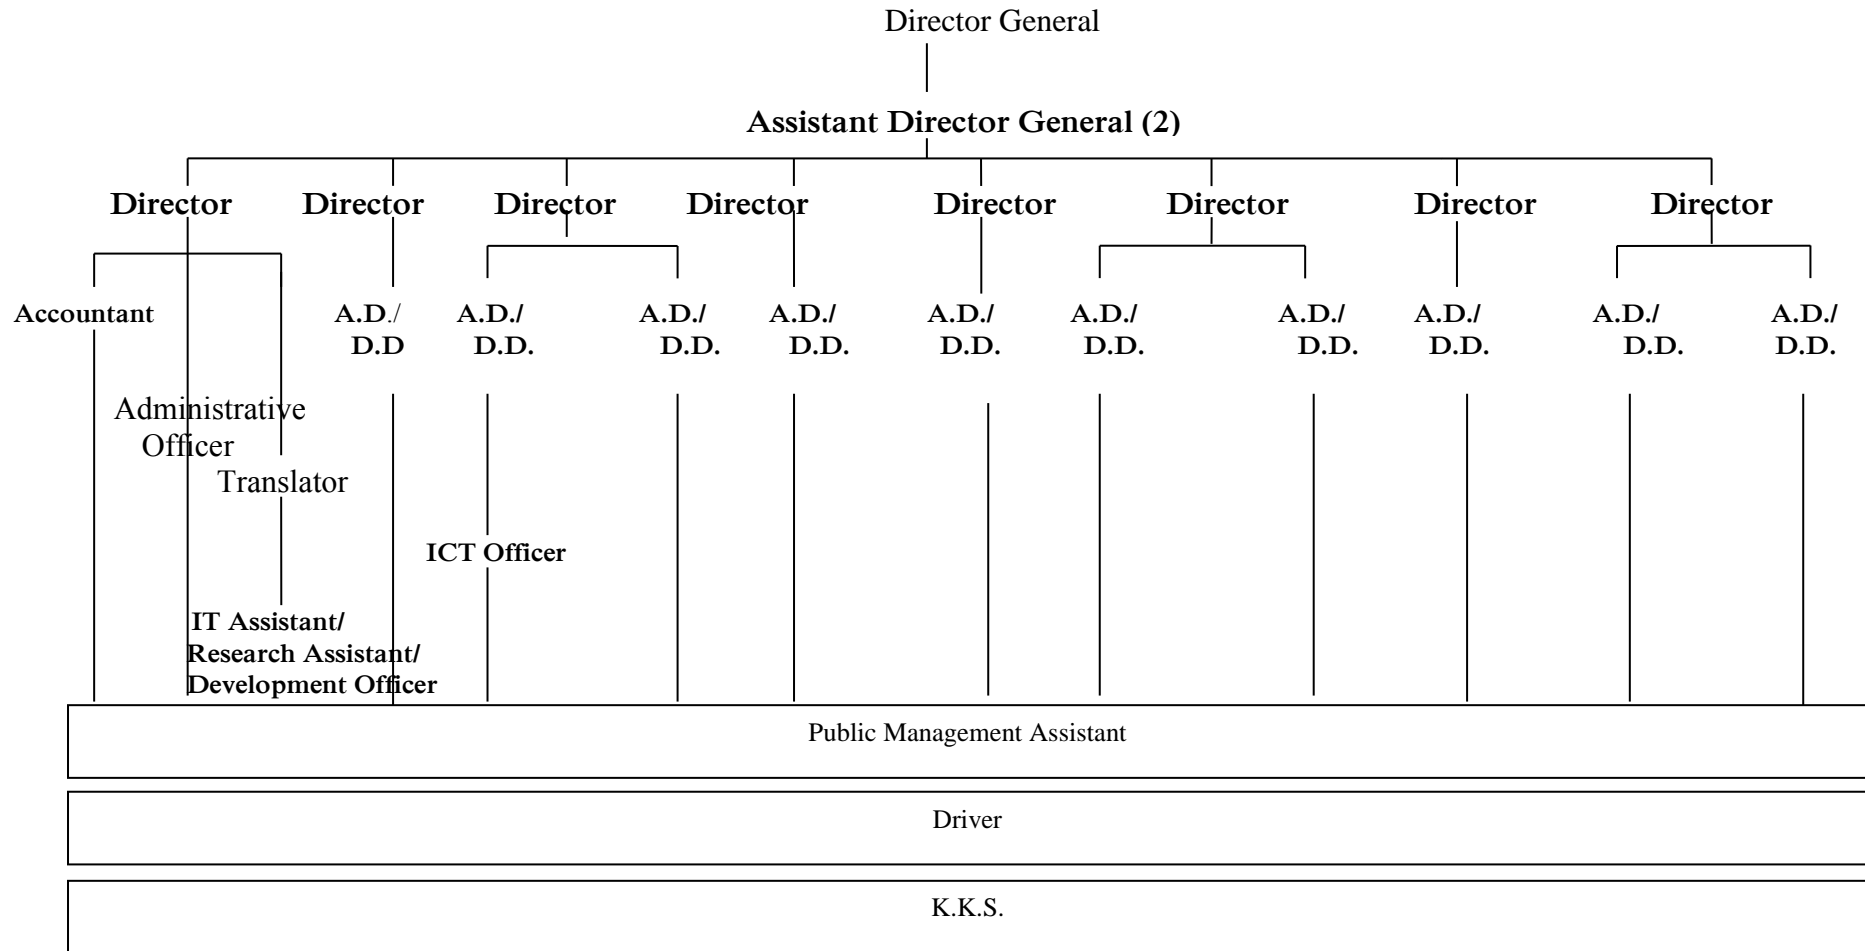 Director General
Assistant Director General (2)
Director Director Director Director Director Director Director Director
Accountant A.D./ A.D./ A.D./ A.D./ A.D./ A.D./ A.D./ A.D./ A.D./ A.D./
D.D D.D. D.D. D.D. D.D. D.D. D.D. D.D. D.D. D.D.
Administrative
Officer
Translator
ICT Officer
IT Assistant/
Research Assistant/
Development Officer
Public Management Assistant
Driver
K.K.S.